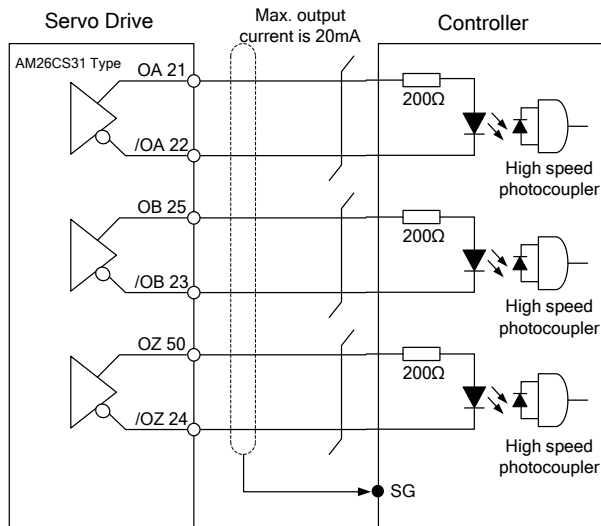 Servo Drive
Max. output
current is 20mA
Controller
AM26CS31 Type
OA 21
200Ω
/OA 22
High speed
photocoupler
OB 25
200Ω
/OB 23
High speed
photocoupler
OZ 50
200Ω
/OZ 24
High speed
photocoupler
SG